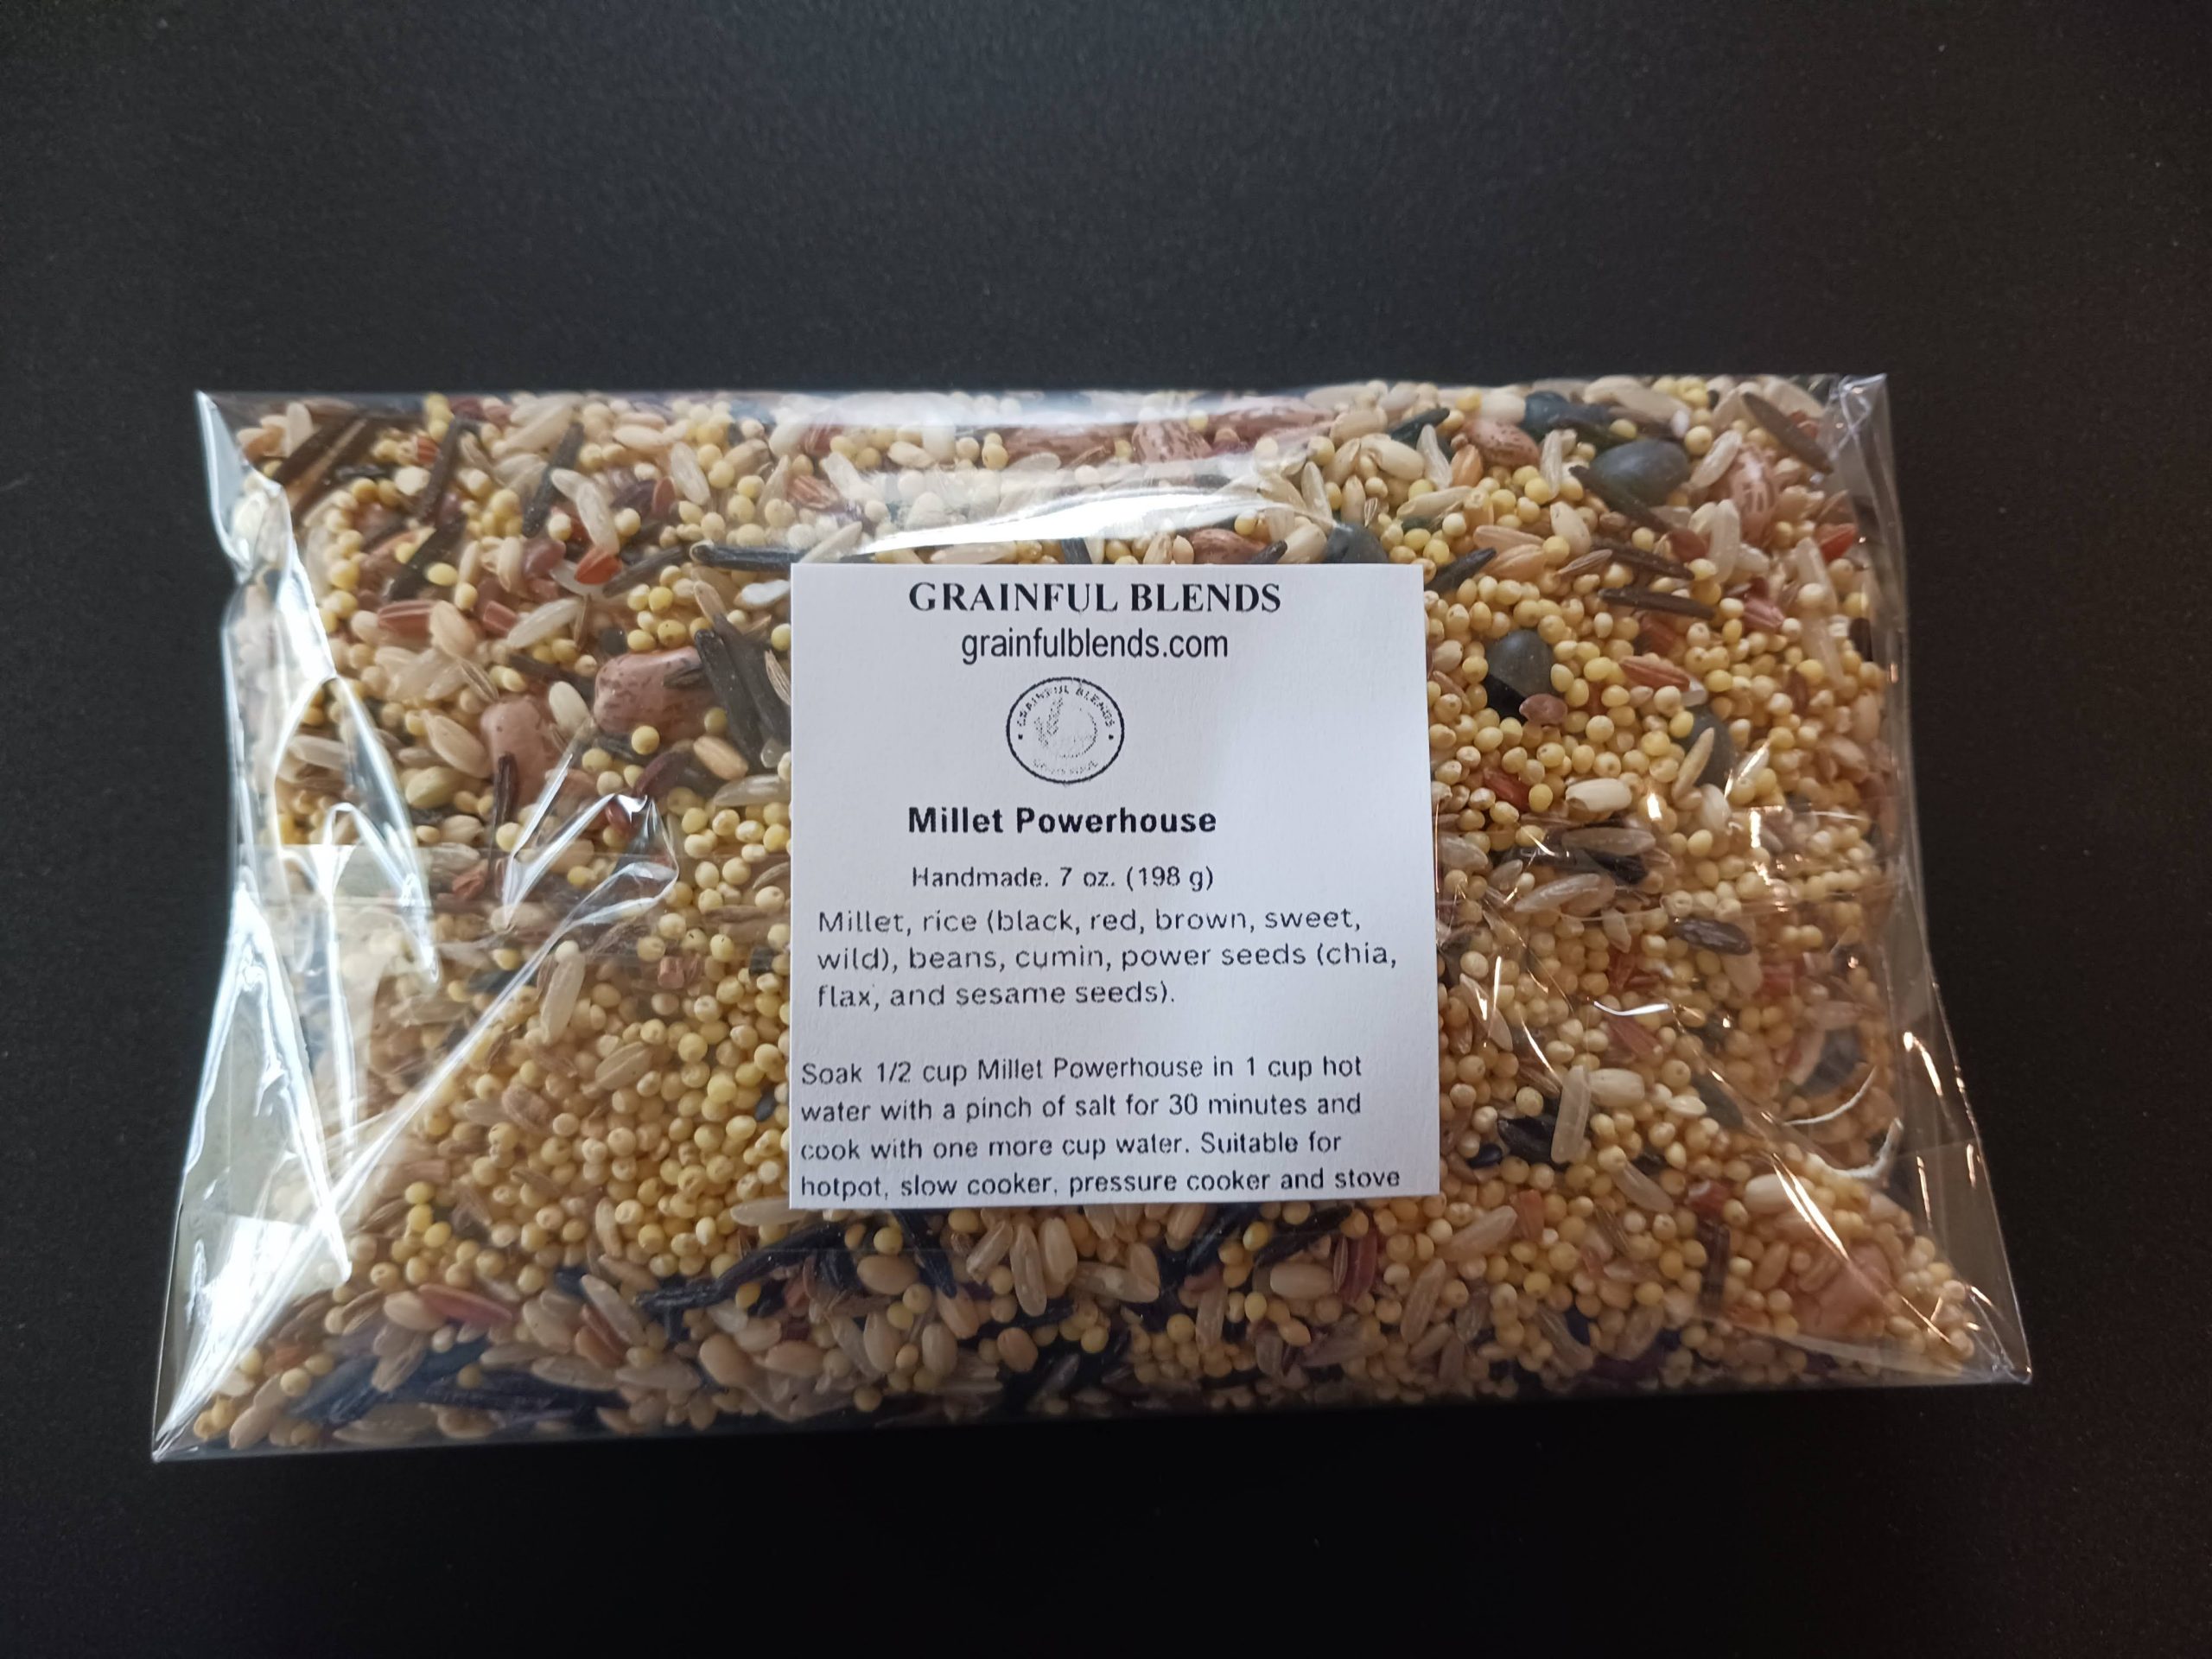 GRAINFUL BLENDS
grainfulblends.com
GRAINFUL BLENDS
Millet Powerhouse
Handmade. 7 oz. (198 g)
Millet, rice (black, red, brown, sweet,
wild), beans, cumin, power seeds (chia,
flax, and sesame seeds).
Soak 1/2 cup Millet Powerhouse in 1 cup hot
water with a pinch of salt for 30 minutes and
cook with one more cup water. Suitable for
hotpot, slow cooker, pressure cooker and stove